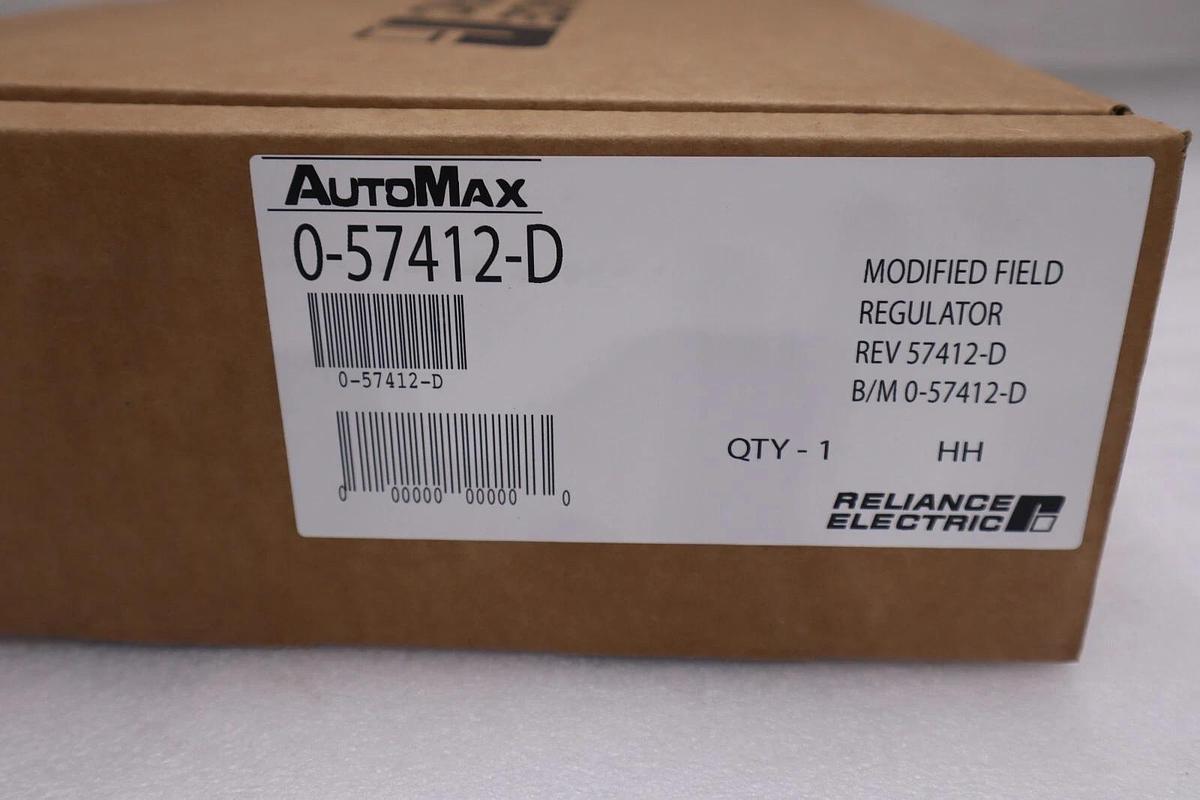 AUTOMAX
0-57412-D
0-57412-D
0 00000 00000 0
MODIFIED FIELD
REGULATOR
REV 57412-D
B/M 0-57412-D
QTY - 1 HH
RELIANCE
ELECTRIC